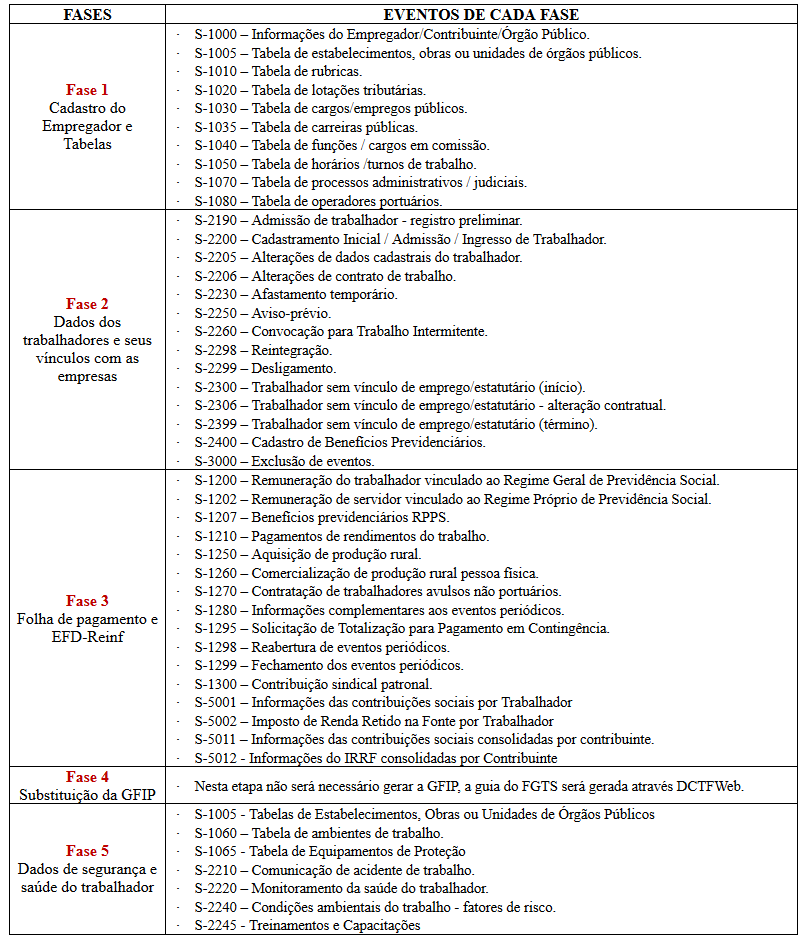 FASES
EVENTOS DE CADA FASE
Fase 1
Cadastro do
Empregador e
Tabelas
· S-1000 – Informações do Empregador/Contribuinte/Órgão Público.
· S-1005 – Tabela de estabelecimentos, obras ou unidades de órgãos públicos.
· S-1010 – Tabela de rubricas.
· S-1020 – Tabela de lotações tributárias.
· S-1030 – Tabela de cargos/empregos públicos.
· S-1035 – Tabela de carreiras públicas.
· S-1040 – Tabela de funções / cargos em comissão.
· S-1050 – Tabela de horários /turnos de trabalho.
· S-1070 – Tabela de processos administrativos / judiciais.
· S-1080 – Tabela de operadores portuários.
Fase 2
Dados dos
trabalhadores e seus
vínculos com as
empresas
· S-2190 – Admissão de trabalhador - registro preliminar.
· S-2200 – Cadastramento Inicial / Admissão / Ingresso de Trabalhador.
· S-2205 – Alterações de dados cadastrais do trabalhador.
· S-2206 – Alterações de contrato de trabalho.
· S-2230 – Afastamento temporário.
· S-2250 – Aviso-prévio.
· S-2260 – Convocação para Trabalho Intermitente.
· S-2298 – Reintegração.
· S-2299 – Desligamento.
· S-2300 – Trabalhador sem vínculo de emprego/estatutário (início).
· S-2306 – Trabalhador sem vínculo de emprego/estatutário - alteração contratual.
· S-2399 – Trabalhador sem vínculo de emprego/estatutário (término).
· S-2400 – Cadastro de Benefícios Previdenciários.
· S-3000 – Exclusão de eventos.
Fase 3
Folha de pagamento e
EFD-Reinf
· S-1200 – Remuneração do trabalhador vinculado ao Regime Geral de Previdência Social.
· S-1202 – Remuneração de servidor vinculado ao Regime Próprio de Previdência Social.
· S-1207 – Benefícios previdenciários RPPS.
· S-1210 – Pagamentos de rendimentos do trabalho.
· S-1250 – Aquisição de produção rural.
· S-1260 – Comercialização de produção rural pessoa física.
· S-1270 – Contratação de trabalhadores avulsos não portuários.
· S-1280 – Informações complementares aos eventos periódicos.
· S-1295 – Solicitação de Totalização para Pagamento em Contingência.
· S-1298 – Reabertura de eventos periódicos.
· S-1299 – Fechamento dos eventos periódicos.
· S-1300 – Contribuição sindical patronal.
· S-5001 – Informações das contribuições sociais por Trabalhador
· S-5002 – Imposto de Renda Retido na Fonte por Trabalhador
· S-5011 – Informações das contribuições sociais consolidadas por contribuinte.
· S-5012 - Informações do IRRF consolidadas por Contribuinte
Fase 4
Substituição da GFIP
· Nesta etapa não será necessário gerar a GFIP, a guia do FGTS será gerada através DCTFWeb.
Fase 5
Dados de segurança e
saúde do trabalhador
· S-1005 - Tabelas de Estabelecimentos, Obras ou Unidades de Órgãos Públicos
· S-1060 – Tabela de ambientes de trabalho.
· S-1065 - Tabela de Equipamentos de Proteção
· S-2210 – Comunicação de acidente de trabalho.
· S-2220 – Monitoramento da saúde do trabalhador.
· S-2240 – Condições ambientais do trabalho - fatores de risco.
· S-2245 - Treinamentos e Capacitações